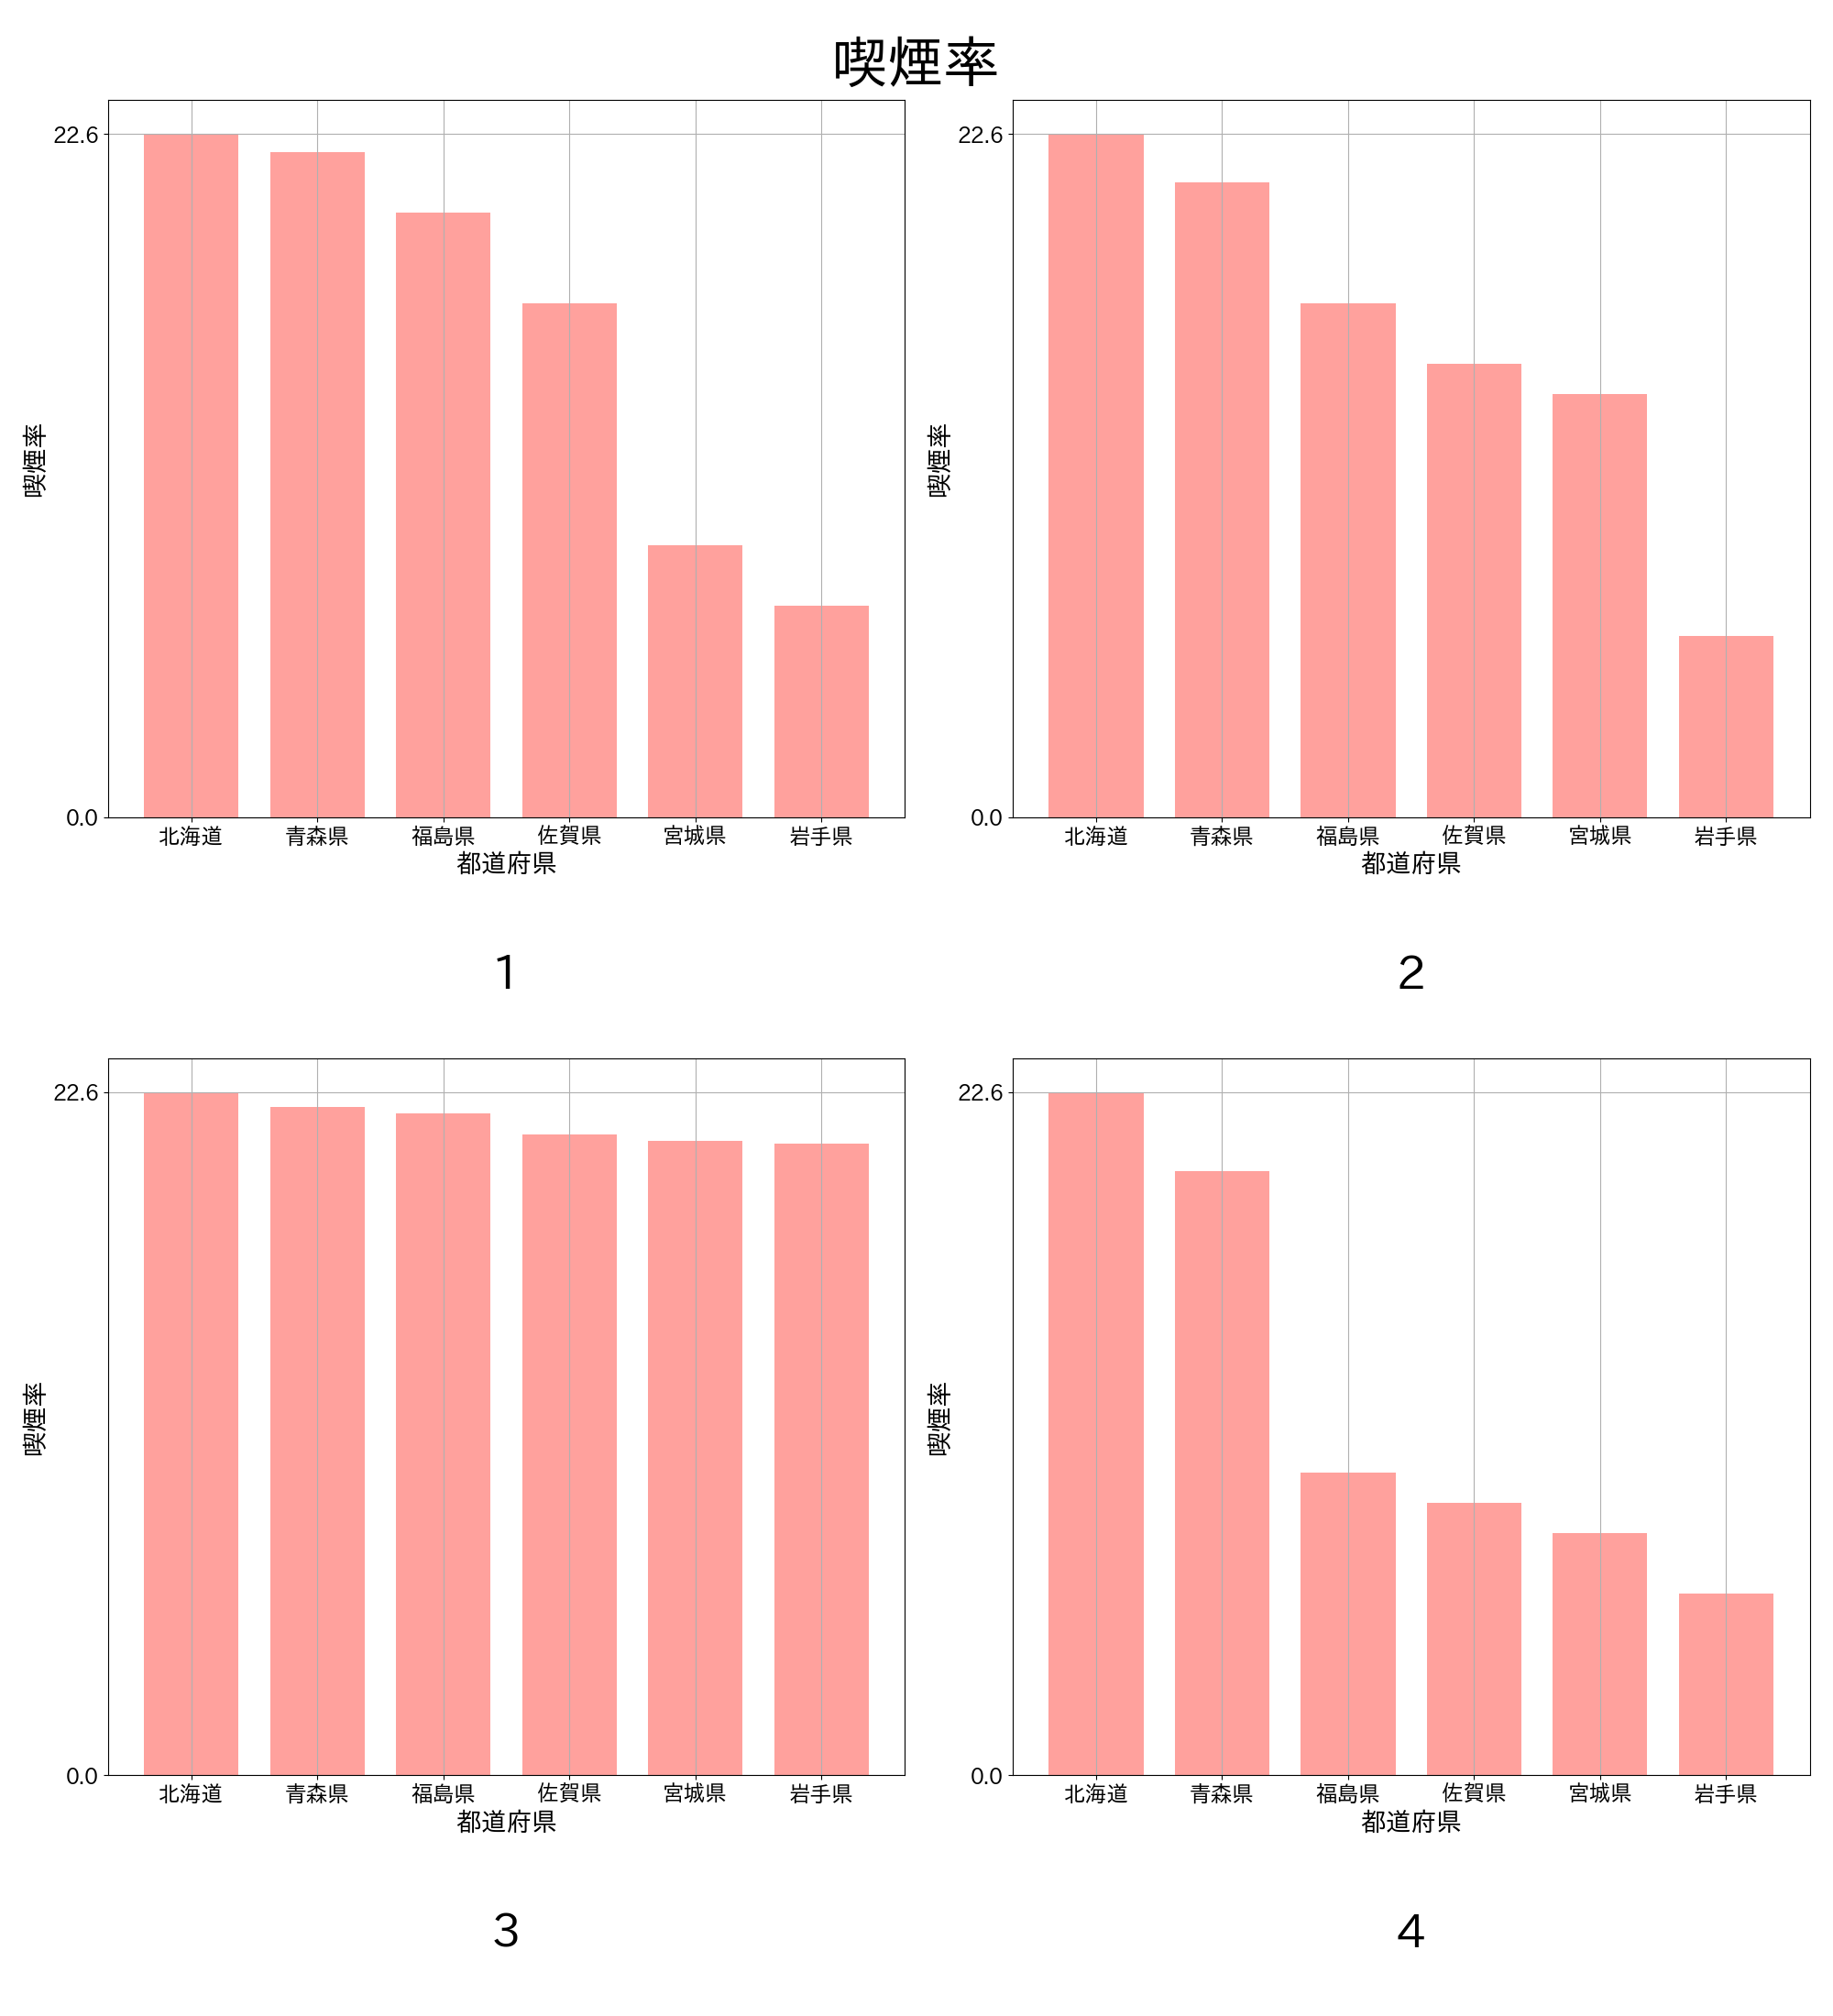 喫煙率
22.6
喫煙率
0.0
北海道 青森県 福島県 佐賀県 宮城県 岩手県
都道府県
1
22.6
喫煙率
0.0
北海道 青森県 福島県 佐賀県 宮城県 岩手県
都道府県
2
22.6
喫煙率
0.0
北海道 青森県 福島県 佐賀県 宮城県 岩手県
都道府県
3
22.6
喫煙率
0.0
北海道 青森県 福島県 佐賀県 宮城県 岩手県
都道府県
4